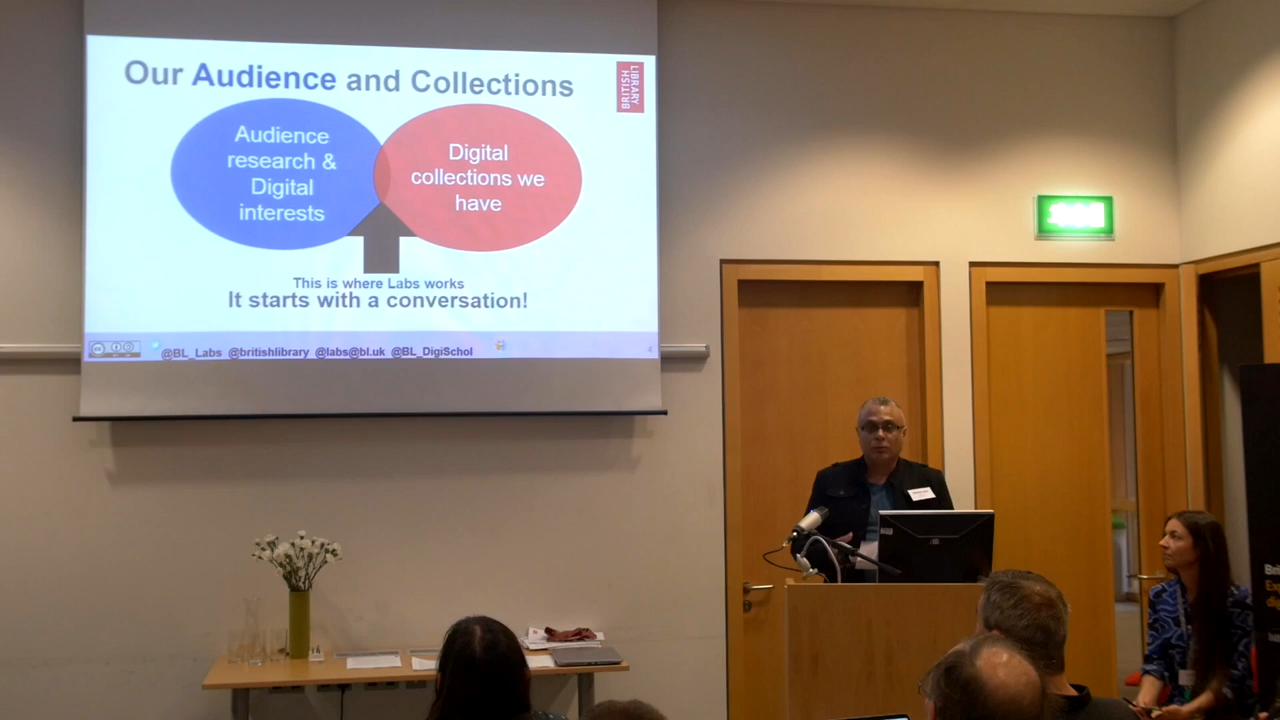 Our Audience and Collections
LIBRARY
BRITISH
Audience
research &
Digital
interests
Digital
collections we
have
This is where Labs works
It starts with a conversation!
@BL_Labs @britishlibrary @labs@bl.uk @BL_DigiSchol
4